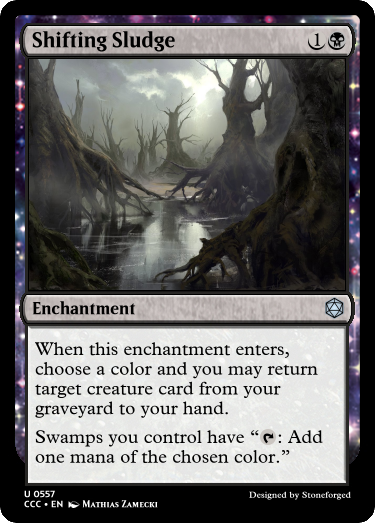 Shifting Sludge 1
Enchantment
When this enchantment enters,
choose a color and you may return
target creature card from your
graveyard to your hand.
Swamps you control have “: Add
one mana of the chosen color.”
U 0557
CCC • EN Mathias Zamecki
Designed by Stoneforged